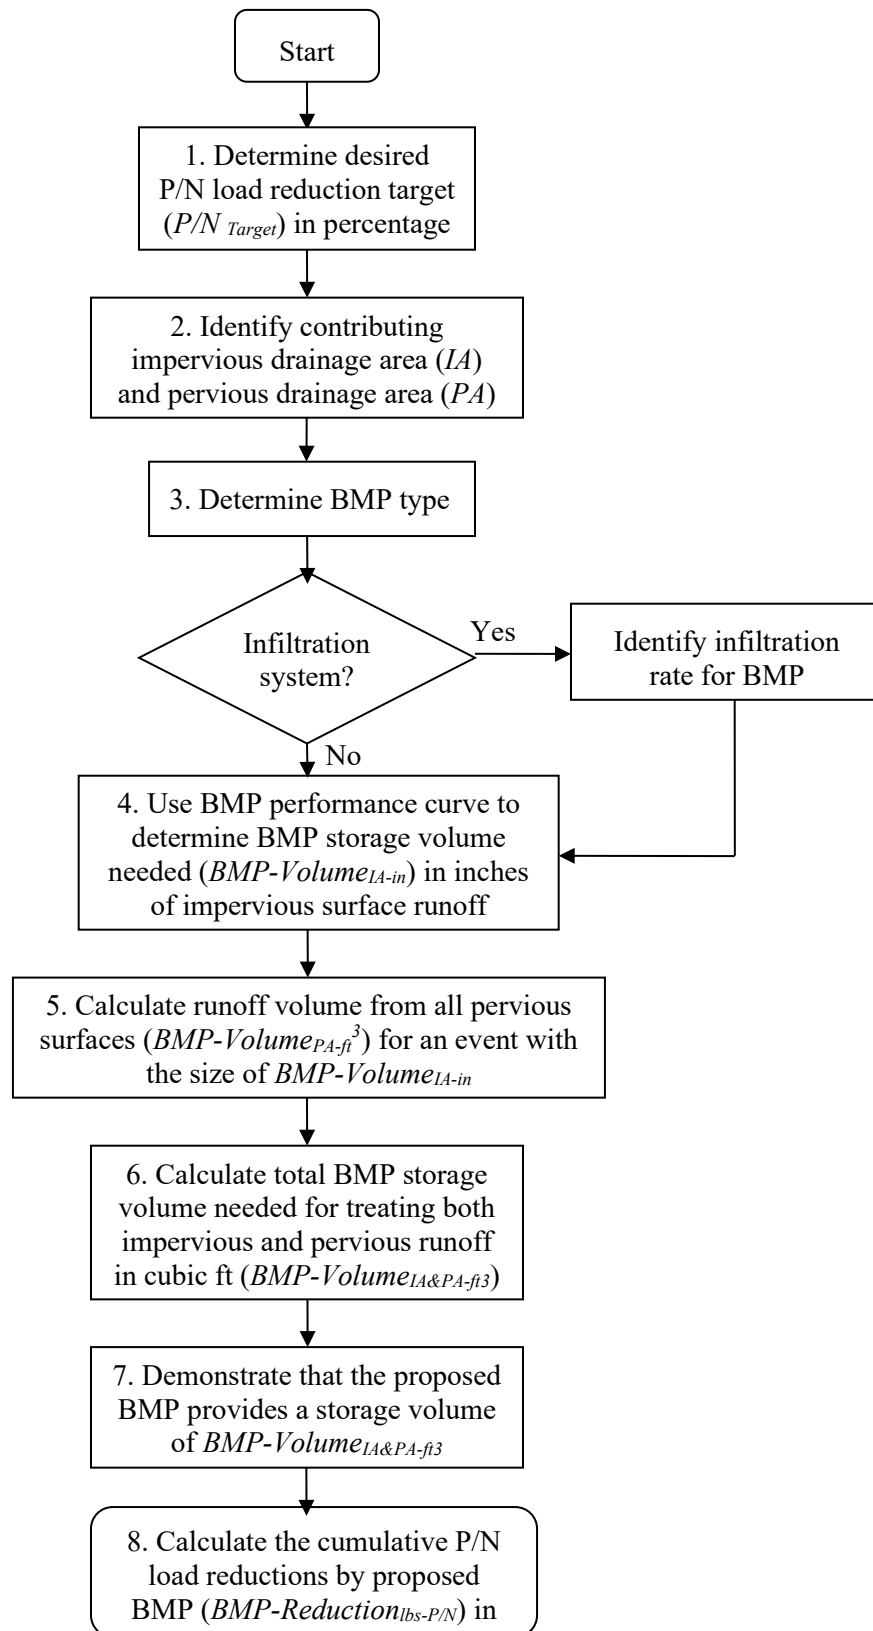 Start
1. Determine desired
P/N load reduction target
(P/N Target) in percentage
2. Identify contributing
impervious drainage area (IA)
and pervious drainage area (PA)
3. Determine BMP type
Infiltration
system?
Yes
Identify infiltration
rate for BMP
No
4. Use BMP performance curve to
determine BMP storage volume
needed (BMP-VolumeIA-in) in inches
of impervious surface runoff
5. Calculate runoff volume from all pervious
surfaces (BMP-VolumePA-ft³) for an event with
the size of BMP-VolumeIA-in
6. Calculate total BMP storage
volume needed for treating both
impervious and pervious runoff
in cubic ft (BMP-VolumeIA&PA-ft3)
7. Demonstrate that the proposed
BMP provides a storage volume
of BMP-VolumeIA&PA-ft3
8. Calculate the cumulative P/N
load reductions by proposed
BMP (BMP-Reductionlbs-P/N) in